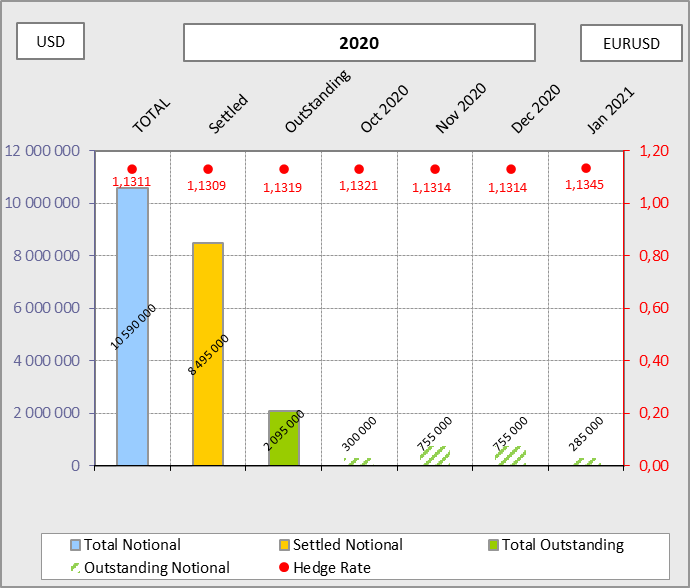 USD
2020
EURUSD
TOTAL
Settled
OutStanding
Oct 2020
Nov 2020
Dec 2020
Jan 2021
12 000 000
10 000 000
8 000 000
6 000 000
4 000 000
2 000 000
0
1,1311
1,1309
1,1319
1,1321
1,1314
1,1314
1,1345
10 590 000
8 495 000
2 095 000
300 000
755 000
755 000
285 000
1,20
1,00
0,80
0,60
0,40
0,20
0,00
Total Notional
Settled Notional
Total Outstanding
Outstanding Notional
Hedge Rate